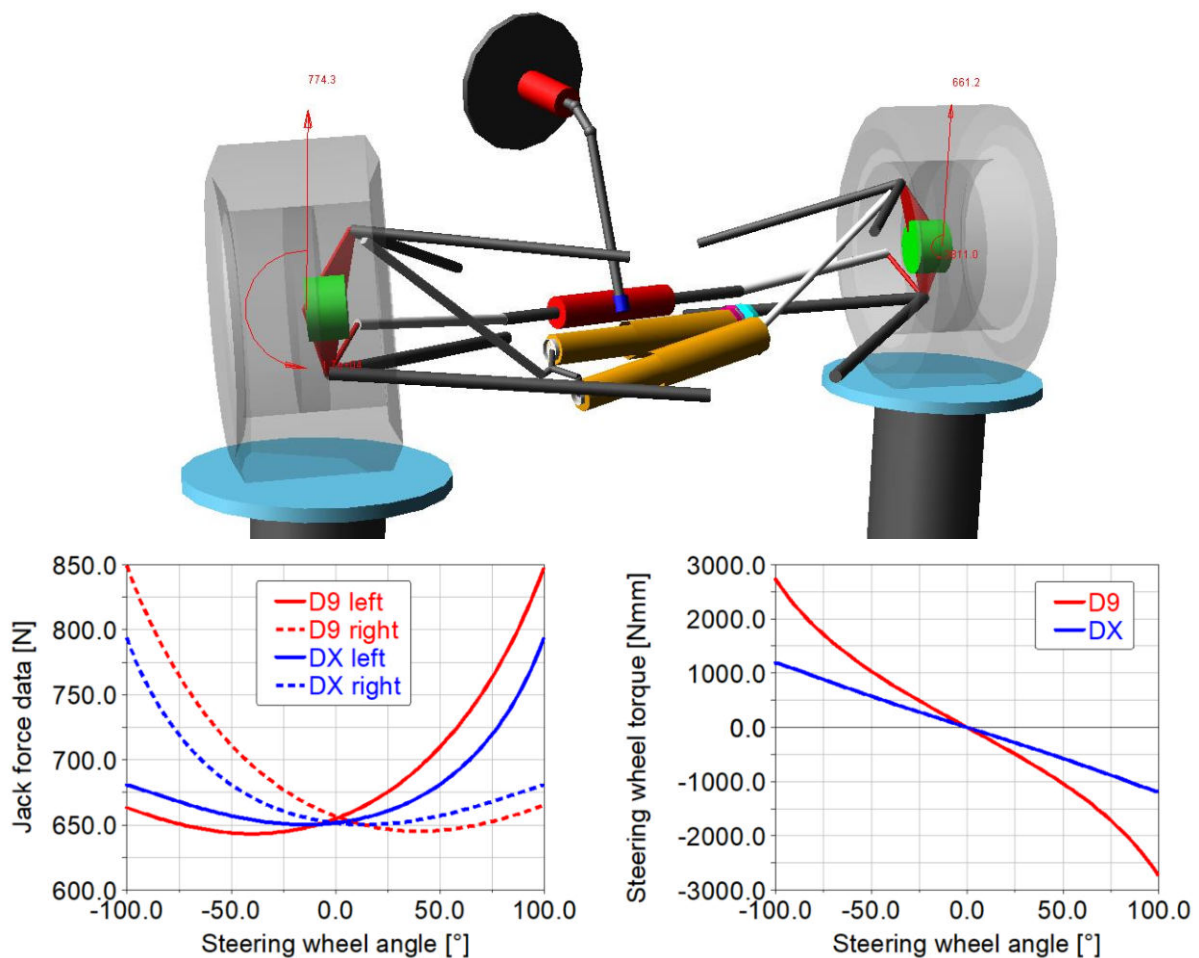 774.3
661.2
850.0
800.0
750.0
700.0
650.0
600.0
Jack force data [N]
D9 left
D9 right
DX left
DX right
-100.0 -50.0 0.0 50.0 100.0
Steering wheel angle [°]
3000.0
2000.0
1000.0
0.0
-1000.0
-2000.0
-3000.0
Steering wheel torque [Nmm]
D9
DX
-100.0 -50.0 0.0 50.0 100.0
Steering wheel angle [°]